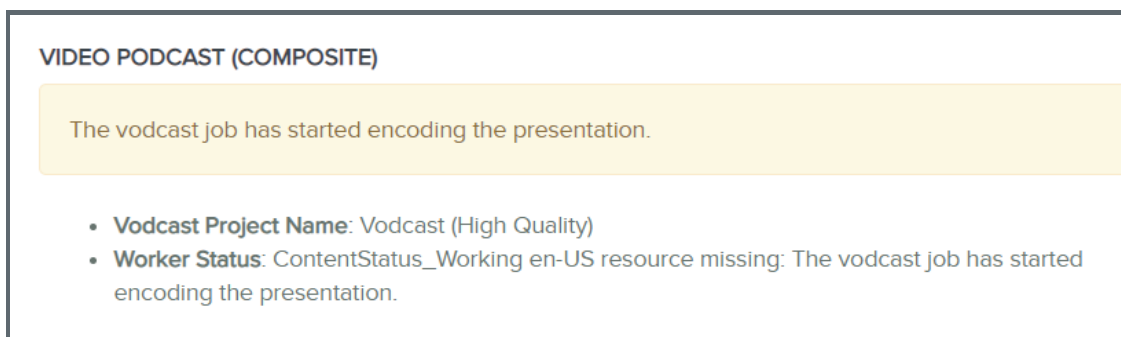 VIDEO PODCAST (COMPOSITE)
The vodcast job has started encoding the presentation.
• Vodcast Project Name: Vodcast (High Quality)
• Worker Status: ContentStatus_Working en-US resource missing: The vodcast job has started
encoding the presentation.